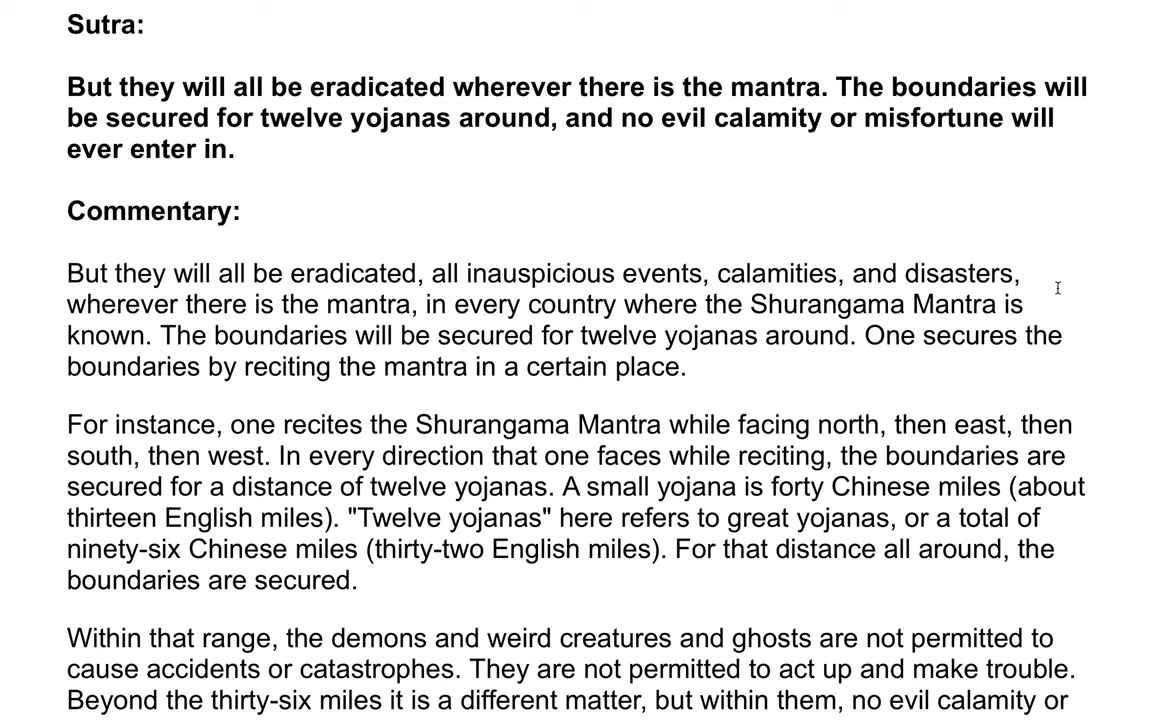 Sutra:
But they will all be eradicated wherever there is the mantra. The boundaries will
be secured for twelve yojanas around, and no evil calamity or misfortune will
ever enter in.
Commentary:
But they will all be eradicated, all inauspicious events, calamities, and disasters,
wherever there is the mantra, in every country where the Shurangama Mantra is
known. The boundaries will be secured for twelve yojanas around. One secures the
boundaries by reciting the mantra in a certain place.
For instance, one recites the Shurangama Mantra while facing north, then east, then
south, then west. In every direction that one faces while reciting, the boundaries are
secured for a distance of twelve yojanas. A small yojana is forty Chinese miles (about
thirteen English miles). "Twelve yojanas" here refers to great yojanas, or a total of
ninety-six Chinese miles (thirty-two English miles). For that distance all around, the
boundaries are secured.
Within that range, the demons and weird creatures and ghosts are not permitted to
cause accidents or catastrophes. They are not permitted to act up and make trouble.
Beyond the thirty-six miles it is a different matter, but within them, no evil calamity or